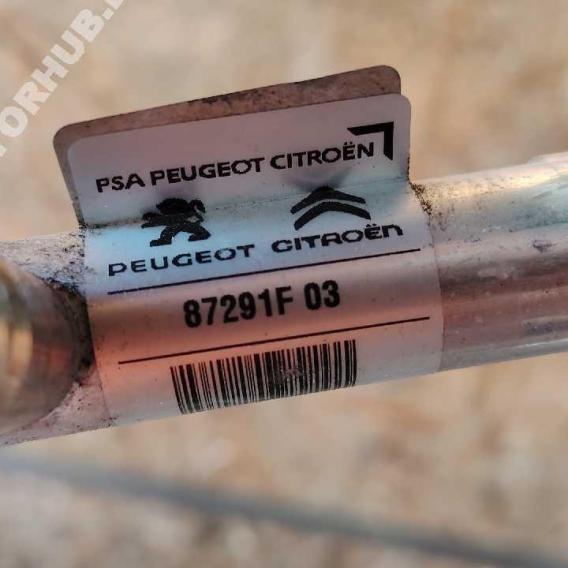 PSA PEUGEOT CITROËN
PEUGEOT CITROËN
87291F 03